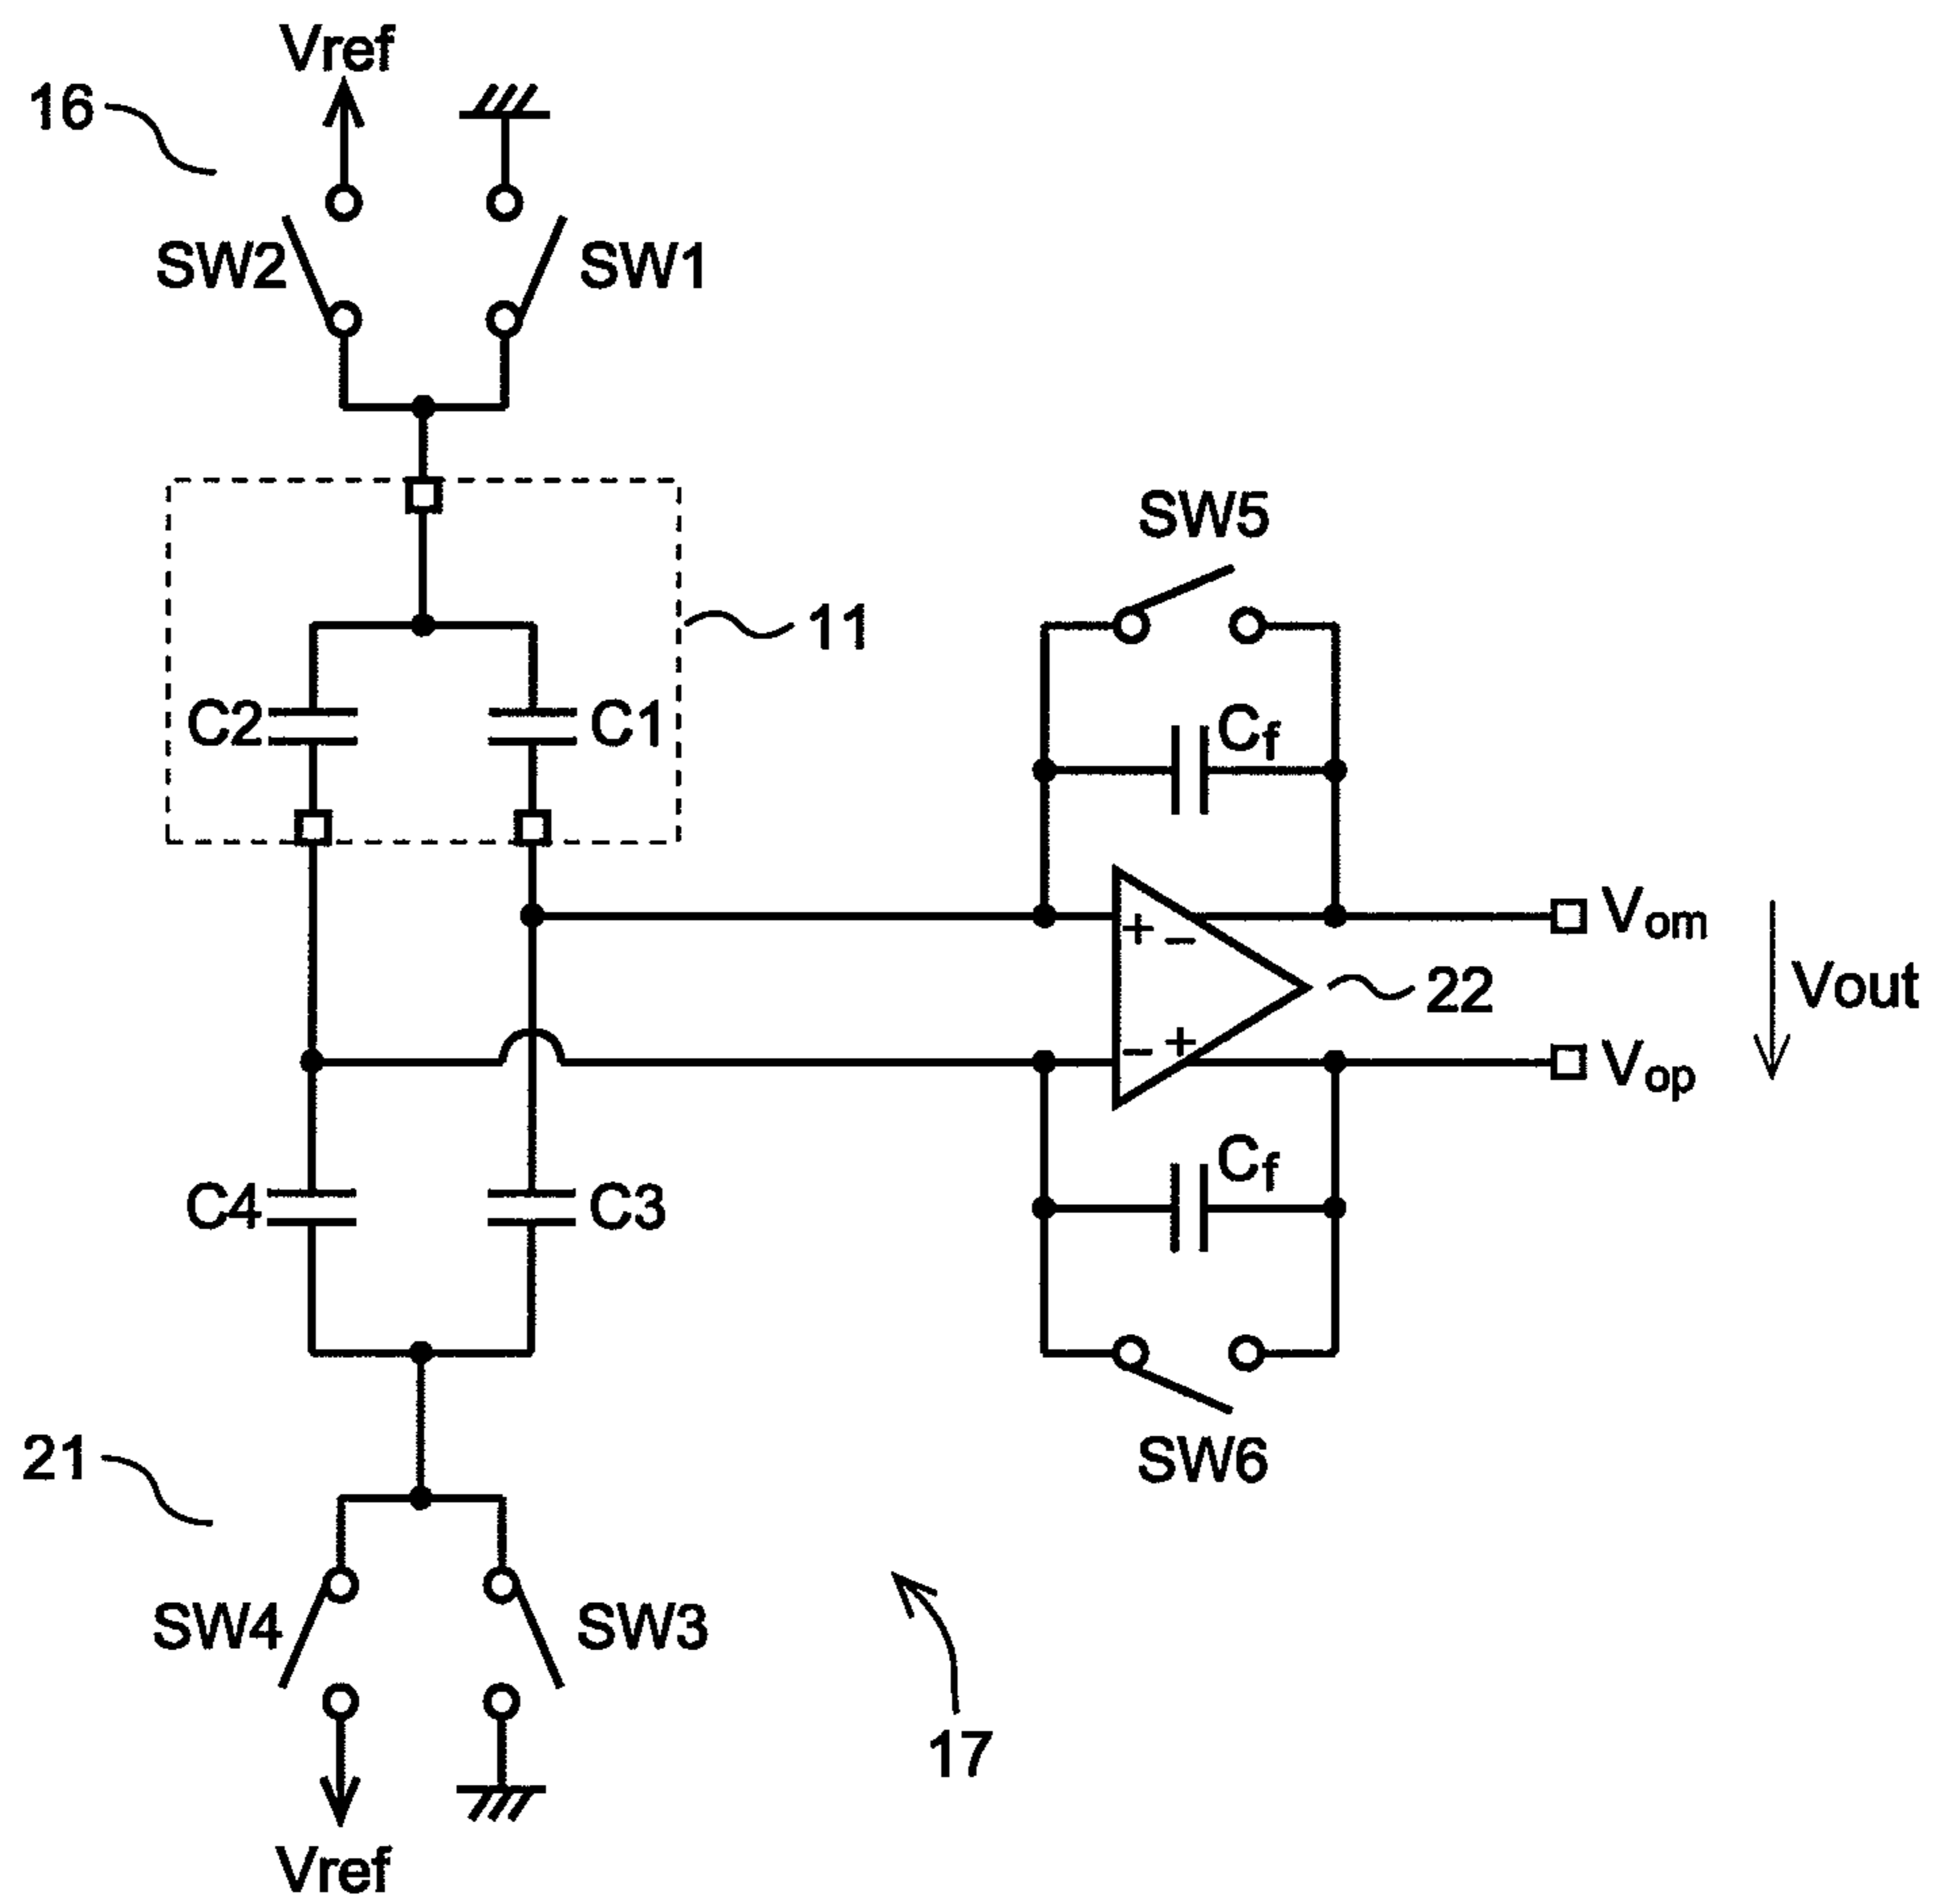 Vref
16
SW2
SW1
SW5
11
C2
C1
Cf
Vom
+
−
22
Vout
−
+
Vop
Cf
C4
C3
21
SW6
SW4
SW3
17
Vref